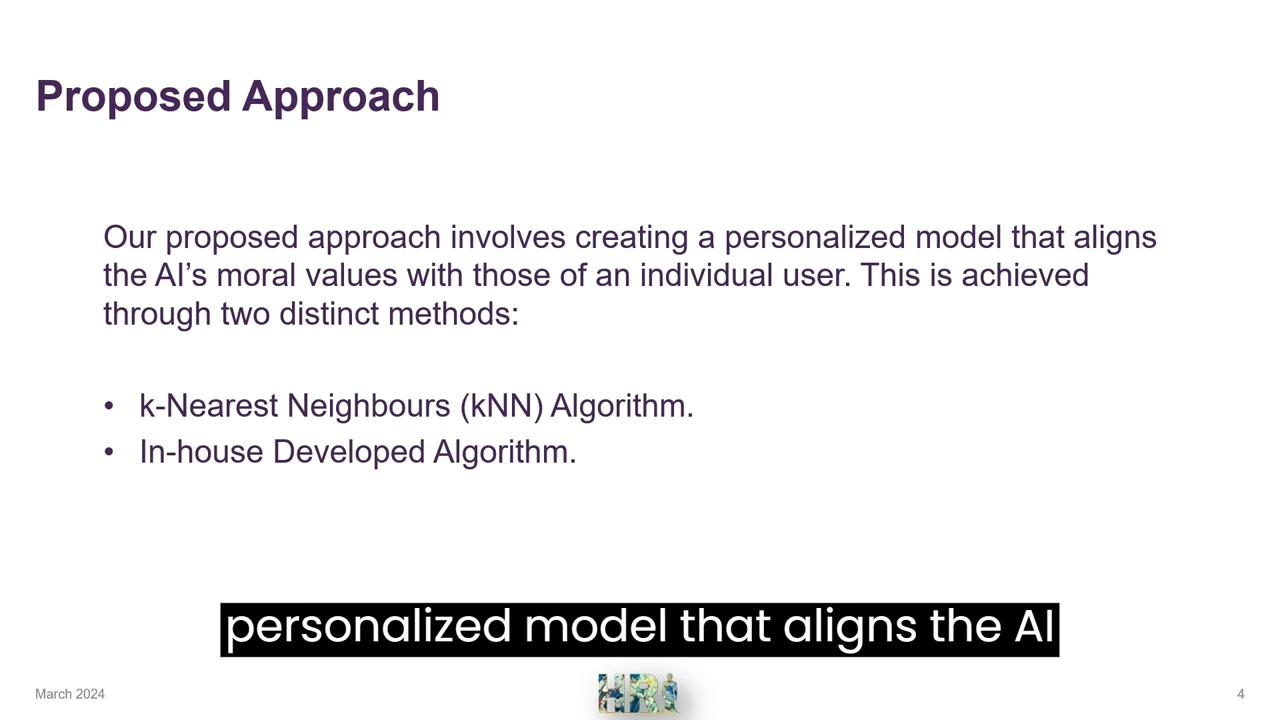 Proposed Approach
Our proposed approach involves creating a personalized model that aligns
the AI’s moral values with those of an individual user. This is achieved
through two distinct methods:
• k-Nearest Neighbours (kNN) Algorithm.
• In-house Developed Algorithm.
personalized model that aligns the AI
March 2024
HRI
4